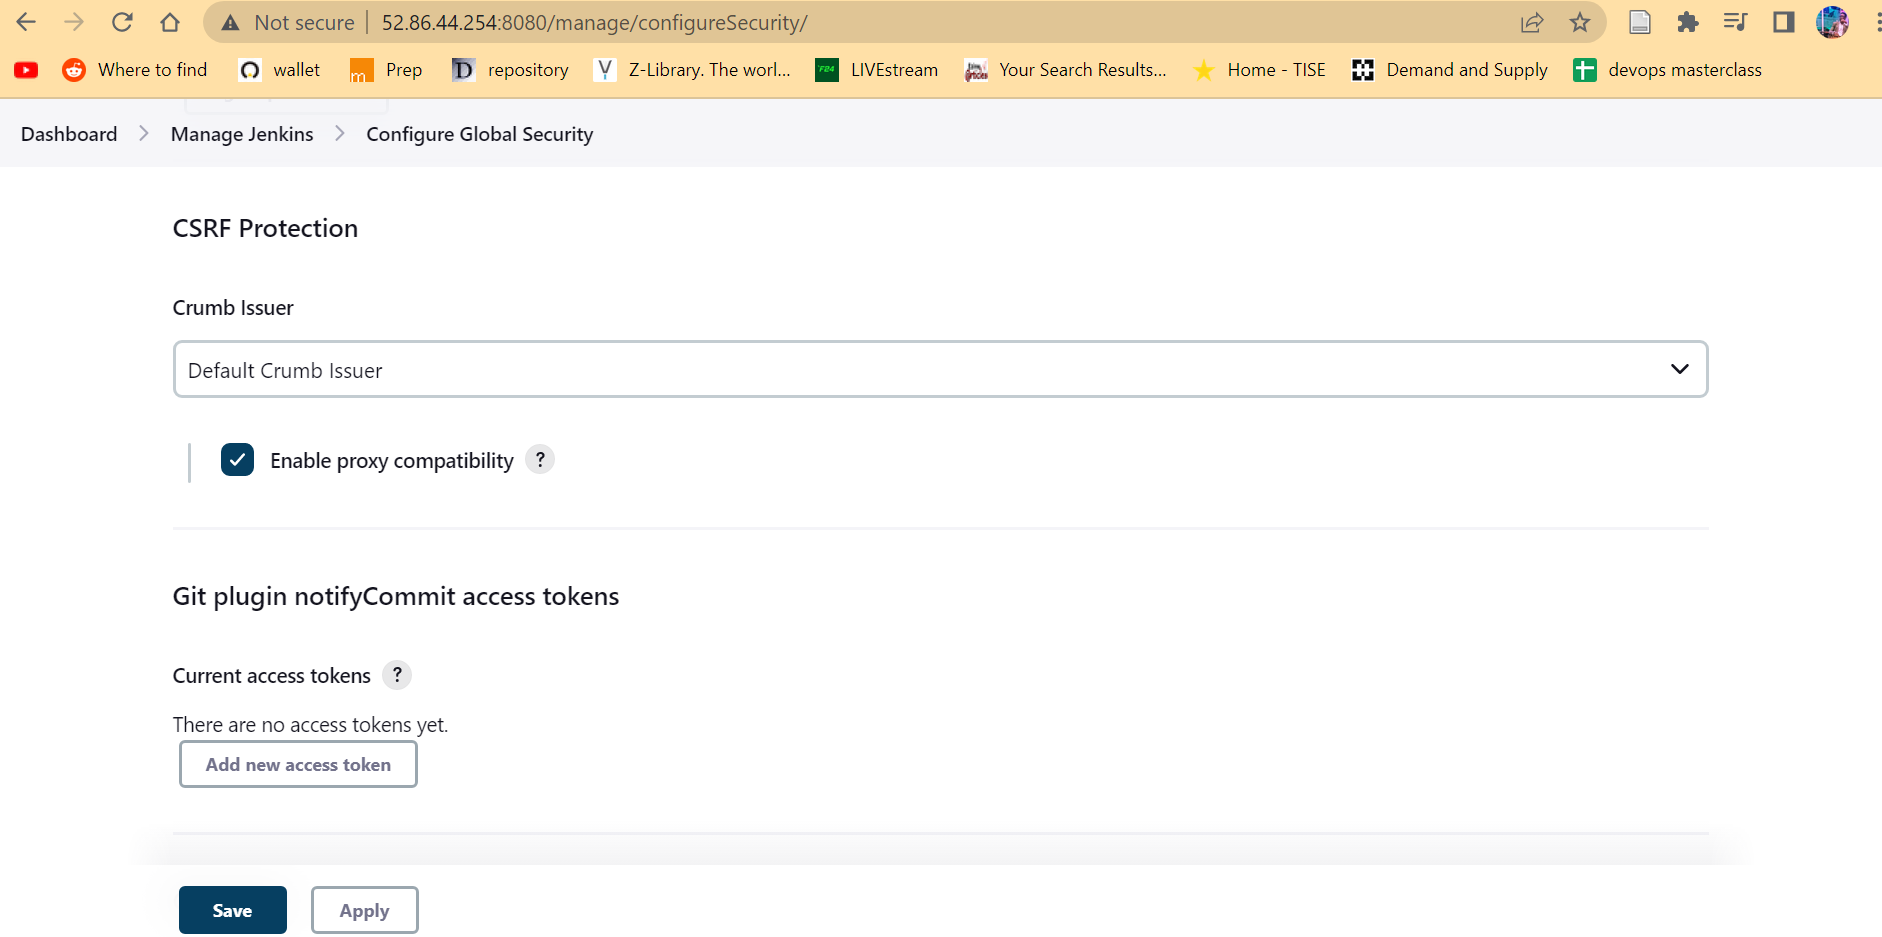 Not secure 52.86.44.254:8080/manage/configureSecurity/
Where to find wallet m Prep D repository Y Z-Library. The worl... F24 LIVEstream Your Search Results... Home - TISE Demand and Supply devops masterclass
Dashboard Manage Jenkins Configure Global Security
CSRF Protection
Crumb Issuer
Default Crumb Issuer
Enable proxy compatibility ?
Git plugin notifyCommit access tokens
Current access tokens ?
There are no access tokens yet.
Add new access token
Save Apply